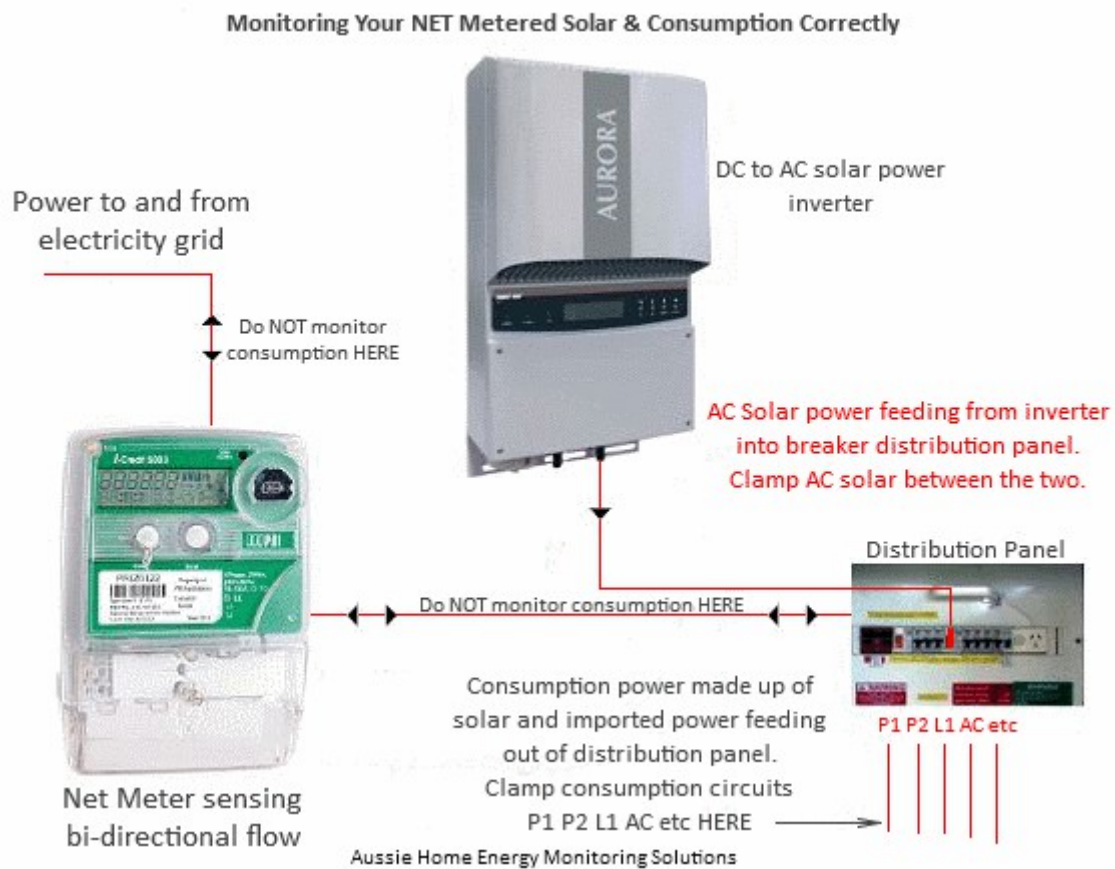 Monitoring Your NET Metered Solar & Consumption Correctly
AURORA
DC to AC solar power
inverter
Power to and from
electricity grid
Do NOT monitor
consumption HERE
AC Solar power feeding from inverter
into breaker distribution panel.
Clamp AC solar between the two.
Distribution Panel
Do NOT monitor consumption HERE
Consumption power made up of
solar and imported power feeding
out of distribution panel.
Clamp consumption circuits
P1 P2 L1 AC etc HERE
P1 P2 L1 AC etc
Net Meter sensing
bi-directional flow
Aussie Home Energy Monitoring Solutions